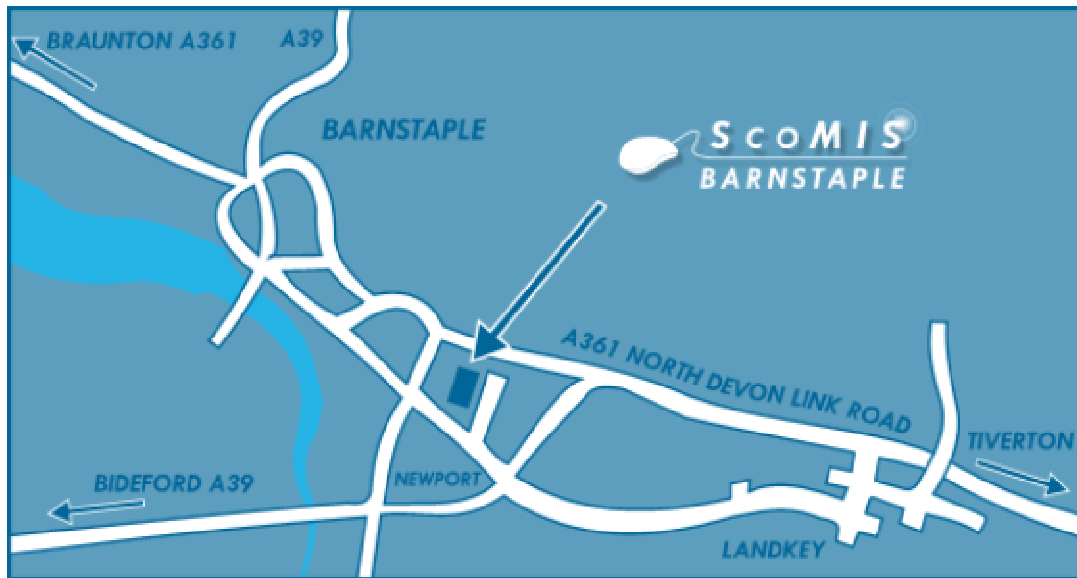 BRAUNTON A361
A39
BARNSTAPLE
ScoMIS
BARNSTAPLE
A361 NORTH DEVON LINK ROAD
TIVERTON
NEWPORT
BIDEFORD A39
LANDKEY